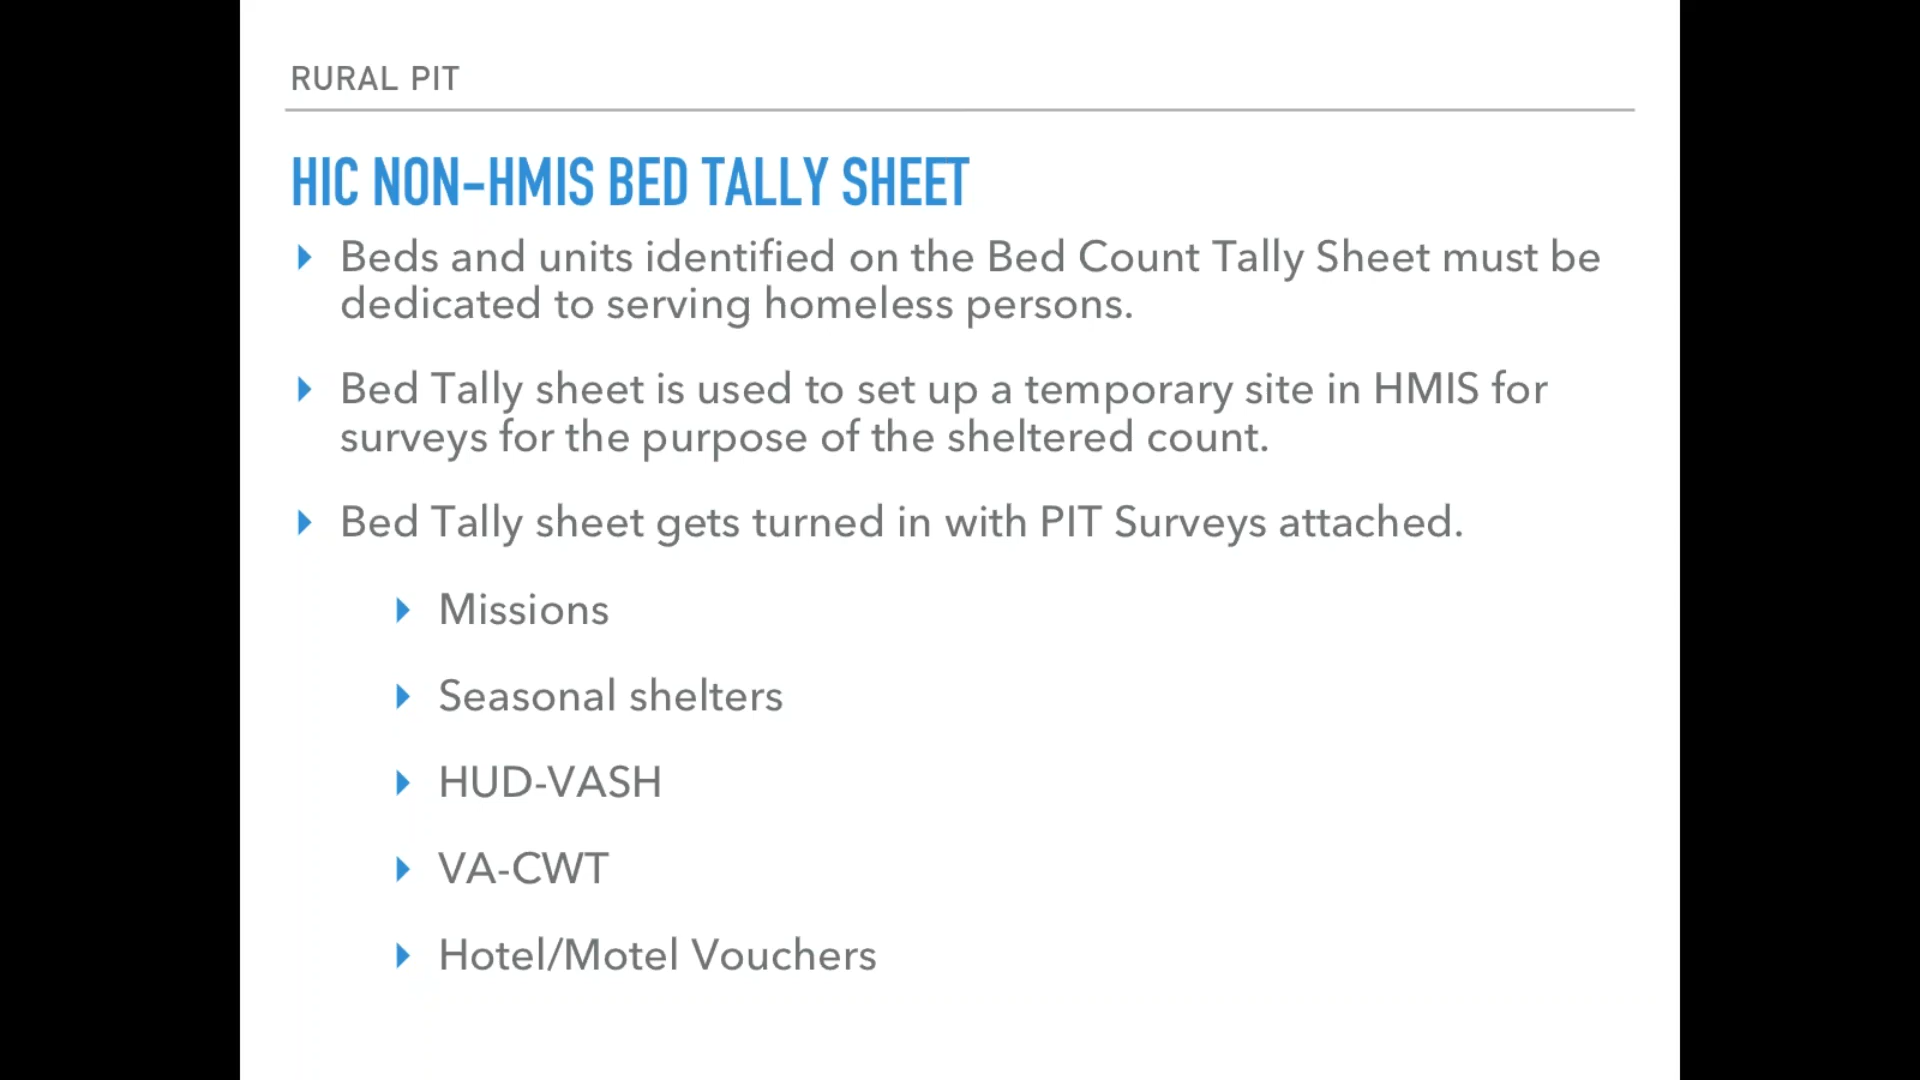 RURAL PIT
HIC NON-HMIS BED TALLY SHEET
Beds and units identified on the Bed Count Tally Sheet must be
dedicated to serving homeless persons.
Bed Tally sheet is used to set up a temporary site in HMIS for
surveys for the purpose of the sheltered count.
Bed Tally sheet gets turned in with PIT Surveys attached.
Missions
Seasonal shelters
HUD-VASH
VA-CWT
Hotel/Motel Vouchers